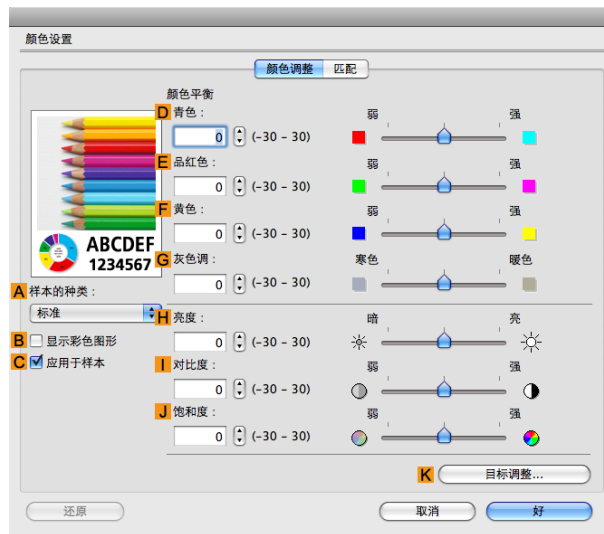 颜色设置
颜色调整 匹配
颜色平衡
D 青色： 弱 强
0 (-30 - 30)
E 品红色： 弱 强
0 (-30 - 30)
F 黄色： 弱 强
0 (-30 - 30)
ABCDEF
1234567
G 灰色调： 寒色 暖色
0 (-30 - 30)
A 样本的种类：
标准
H 亮度： 暗 亮
0 (-30 - 30)
B 显示彩色图形
C 应用于样本
I 对比度： 弱 强
0 (-30 - 30)
J 饱和度： 弱 强
0 (-30 - 30)
K 目标调整...
还原 取消 好